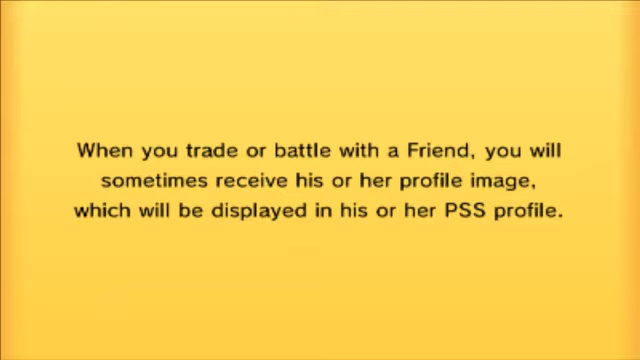 When you trade or battle with a Friend, you will
sometimes receive his or her profile image,
which will be displayed in his or her PSS profile.